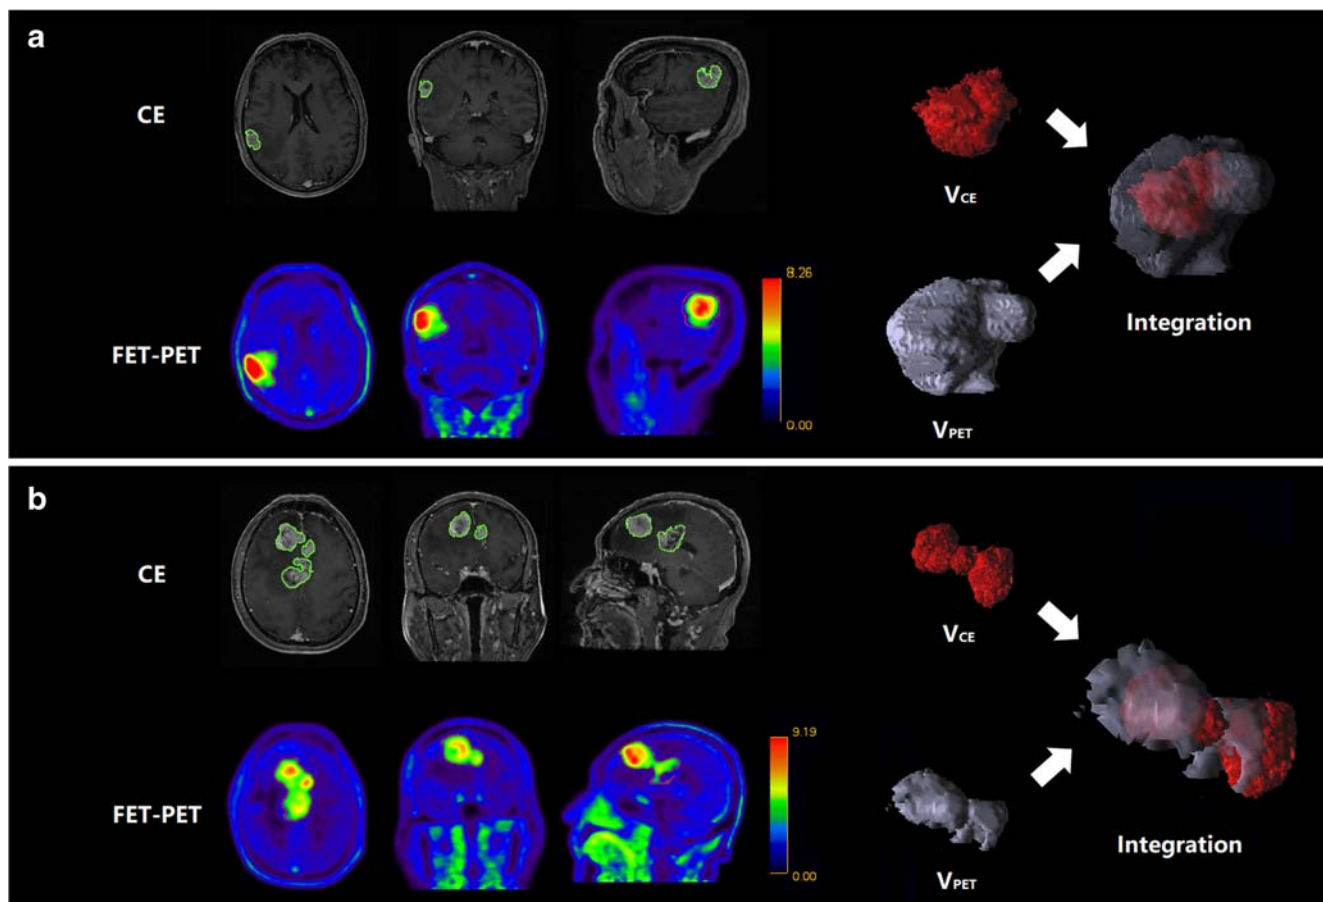 a
CE
VCE
8.26
FET-PET
Integration
0.00
VPET
b
CE
VCE
9.19
FET-PET
Integration
0.00
VPET